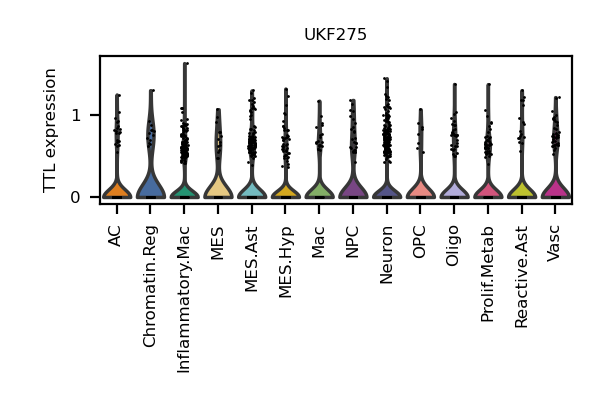 UKF275
TTL expression
1
0
AC
Chromatin.Reg
Inflammatory.Mac
MES
MES.Ast
MES.Hyp
Mac
NPC
Neuron
OPC
Oligo
Prolif.Metab
Reactive.Ast
Vasc